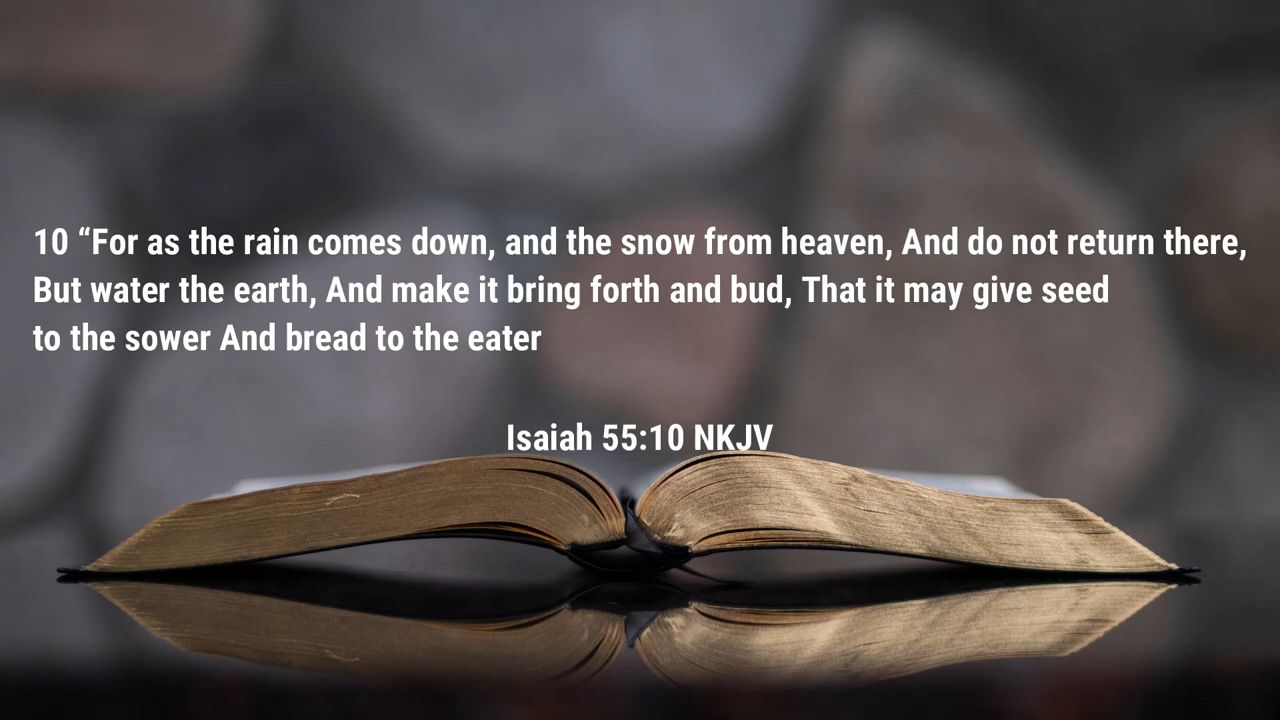 10 “For as the rain comes down, and the snow from heaven, And do not return there,
But water the earth, And make it bring forth and bud, That it may give seed
to the sower And bread to the eater
Isaiah 55:10 NKJV